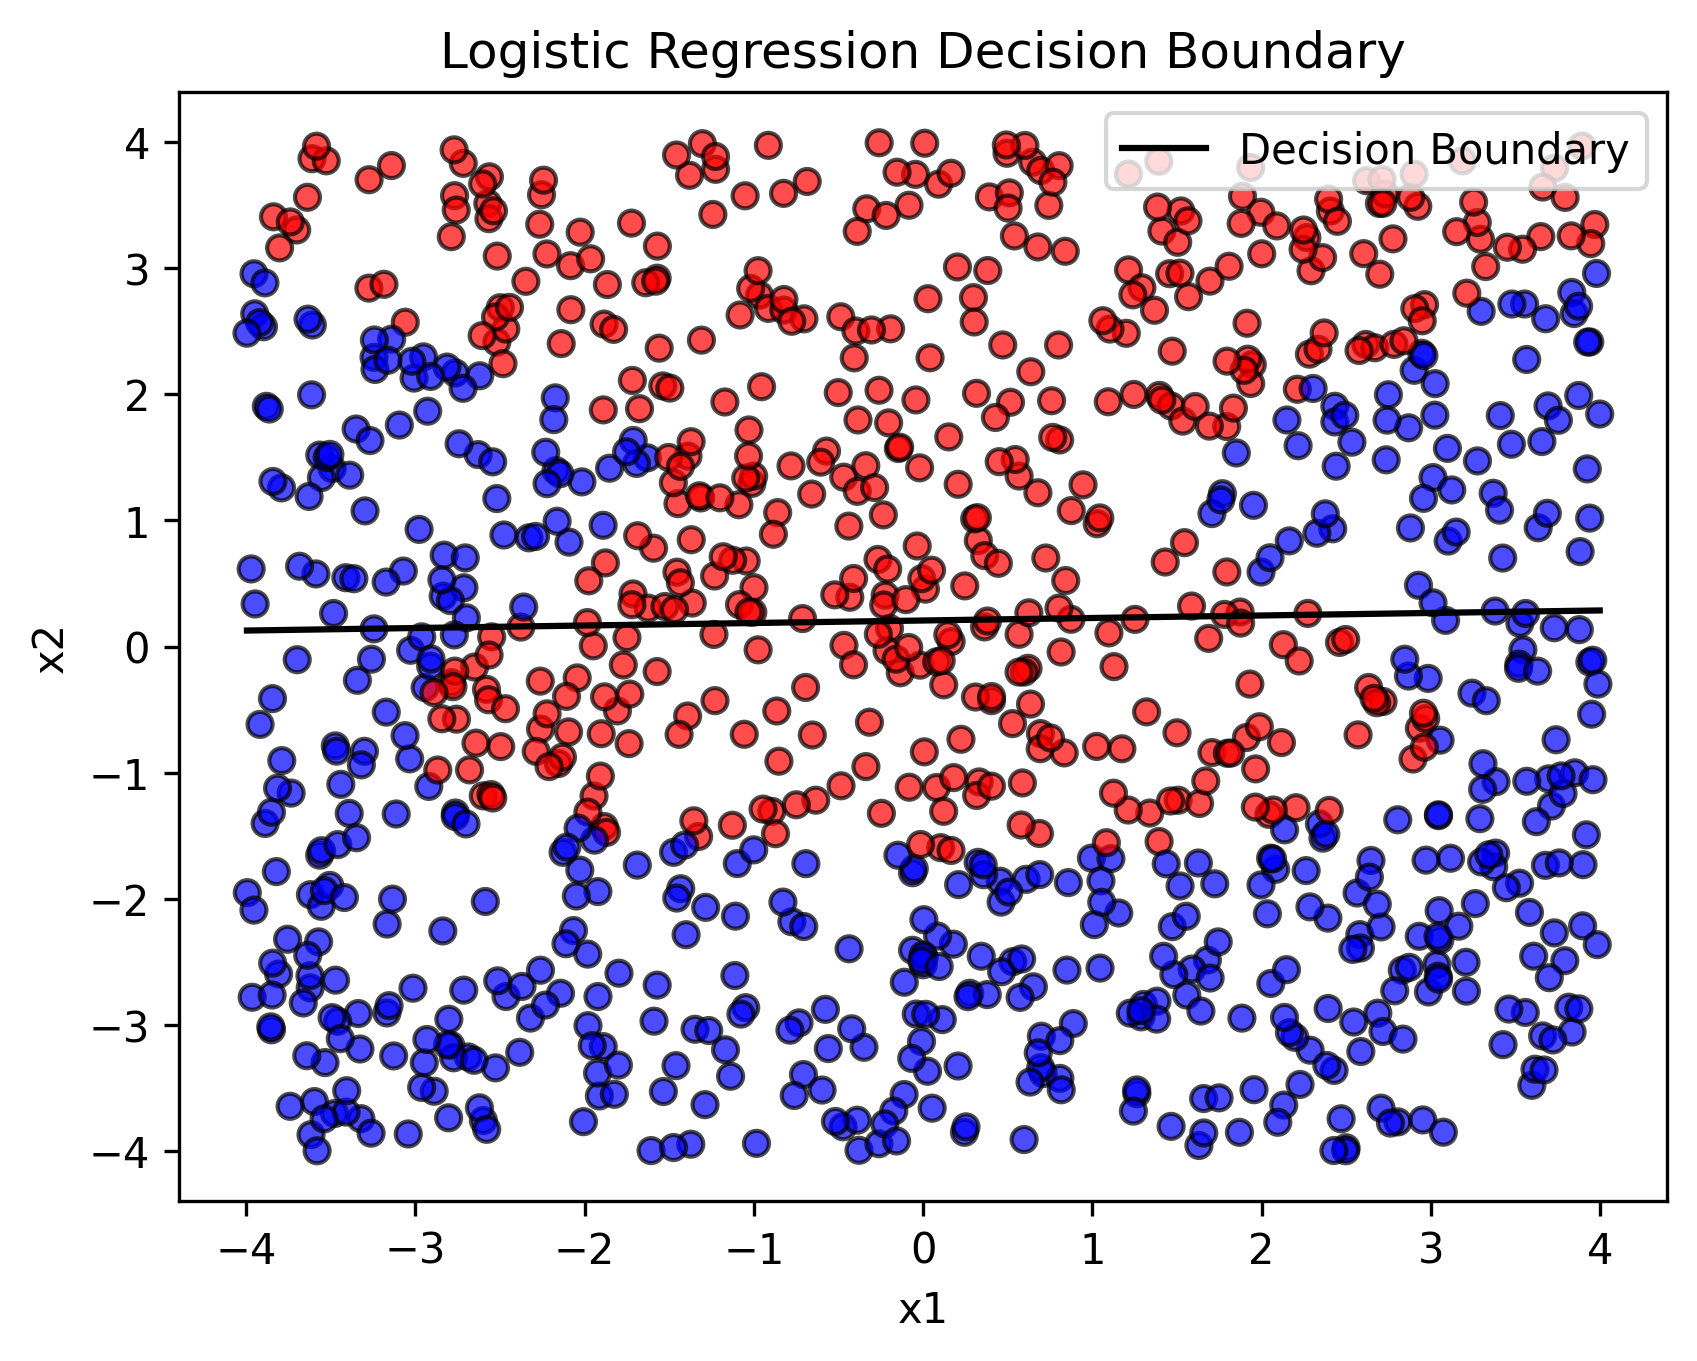 Logistic Regression Decision Boundary
Decision Boundary
4
3
2
1
0
−1
−2
−3
−4
x2
−4 −3 −2 −1 0 1 2 3 4
x1